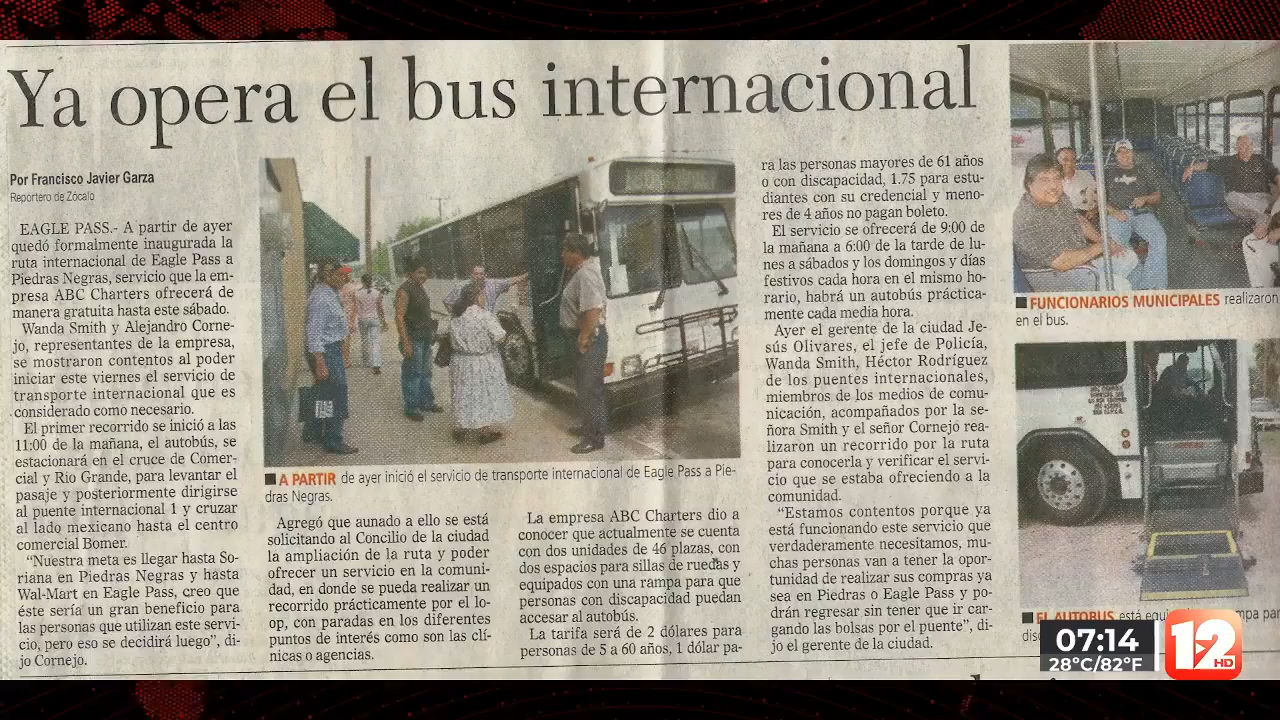 Ya opera el bus internacional
Por Francisco Javier Garza
Reportero de Zócalo
EAGLE PASS.- A partir de ayer
quedó formalmente inaugurada la
ruta internacional de Eagle Pass a
Piedras Negras, servicio que la em-
presa ABC Charters ofrecerá de
manera gratuita hasta este sábado.
Wanda Smith y Alejandro Corne-
jo, representantes de la empresa,
se mostraron contentos al poder
iniciar este viernes el servicio de
transporte internacional que es
considerado como necesario.
El primer recorrido se inició a las
11:00 de la mañana, el autobús, se
estacionará en el cruce de Comer-
cial y Rio Grande, para levantar el
pasaje y posteriormente dirigirse
al puente internacional 1 y cruzar
al lado mexicano hasta el centro
comercial Bomer.
“Nuestra meta es llegar hasta So-
riana en Piedras Negras y hasta
Wal-Mart en Eagle Pass, creo que
éste sería un gran beneficio para
las personas que utilizan este servi-
cio, pero eso se decidirá luego”, di-
jo Cornejo.
A PARTIR de ayer inició el servicio de transporte internacional de Eagle Pass a Pie-
dras Negras.
Agregó que aunado a ello se está
solicitando al Concilio de la ciudad
la ampliación de la ruta y poder
ofrecer un servicio en la comuni-
dad, en donde se pueda realizar un
recorrido prácticamente por el lo-
op, con paradas en los diferentes
puntos de interés como son las clí-
nicas o agencias.
La empresa ABC Charters dio a
conocer que actualmente se cuenta
con dos unidades de 46 plazas, con
dos espacios para sillas de ruedas y
equipados con una rampa para que
personas con discapacidad puedan
accesar al autobús.
La tarifa será de 2 dólares para
personas de 5 a 60 años, 1 dólar pa-
ra las personas mayores de 61 años
o con discapacidad, 1.75 para estu-
diantes con su credencial y meno-
res de 4 años no pagan boleto.
El servicio se ofrecerá de 9:00 de
la mañana a 6:00 de la tarde de lu-
nes a sábados y los domingos y días
festivos cada hora en el mismo ho-
rario, habrá un autobús práctica-
mente cada media hora.
Ayer el gerente de la ciudad Je-
sús Olivares, el jefe de Policía,
Wanda Smith, Héctor Rodríguez
de los puentes internacionales,
miembros de los medios de comu-
nicación, acompañados por la se-
ñora Smith y el señor Cornejo rea-
lizaron un recorrido por la ruta
para conocerla y verificar el servi-
cio que se estaba ofreciendo a la
comunidad.
“Estamos contentos porque ya
está funcionando este servicio que
verdaderamente necesitamos, mu-
chas personas van a tener la opor-
tunidad de realizar sus compras ya
sea en Piedras o Eagle Pass y po-
drán regresar sin tener que ir car-
gando las bolsas por el puente”, di-
jo el gerente de la ciudad.
FUNCIONARIOS MUNICIPALES realizaron
en el bus.
EL AUTOBUS está
07:14
28°C/82°F
12
HD